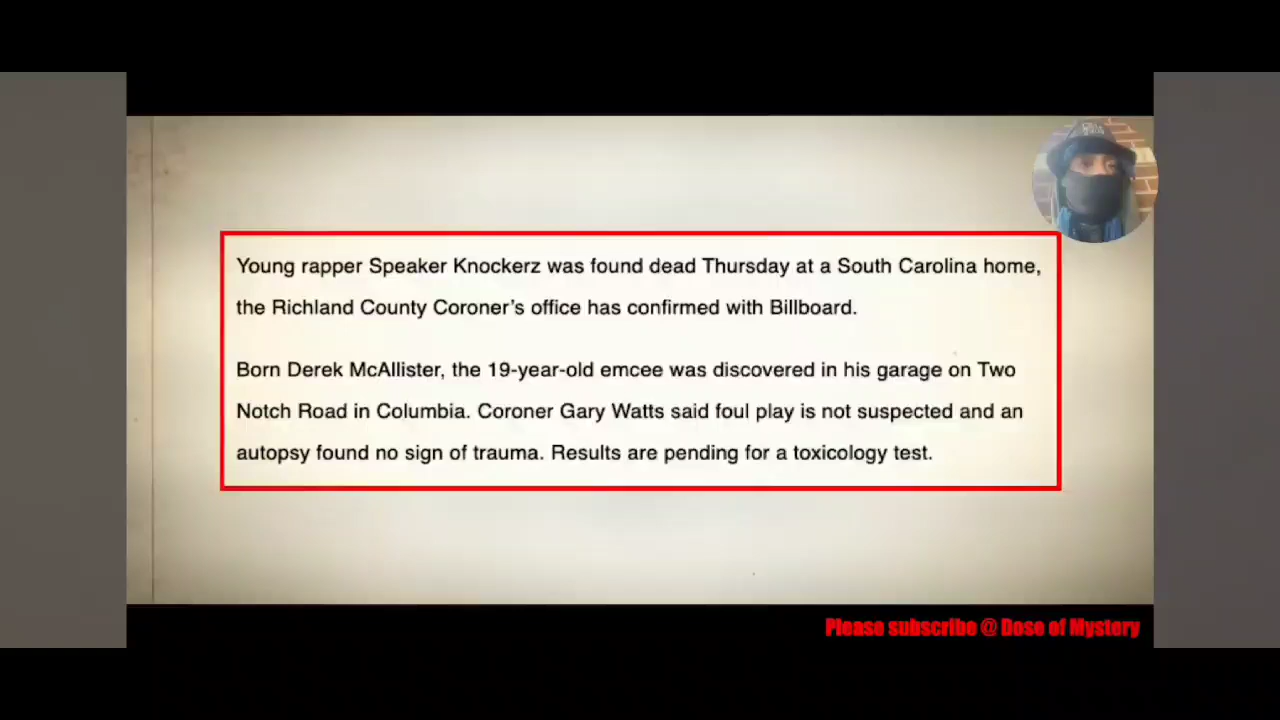 Young rapper Speaker Knockerz was found dead Thursday at a South Carolina home,
the Richland County Coroner's office has confirmed with Billboard.
Born Derek McAllister, the 19-year-old emcee was discovered in his garage on Two
Notch Road in Columbia. Coroner Gary Watts said foul play is not suspected and an
autopsy found no sign of trauma. Results are pending for a toxicology test.
Please subscribe @ Dose of Mystery